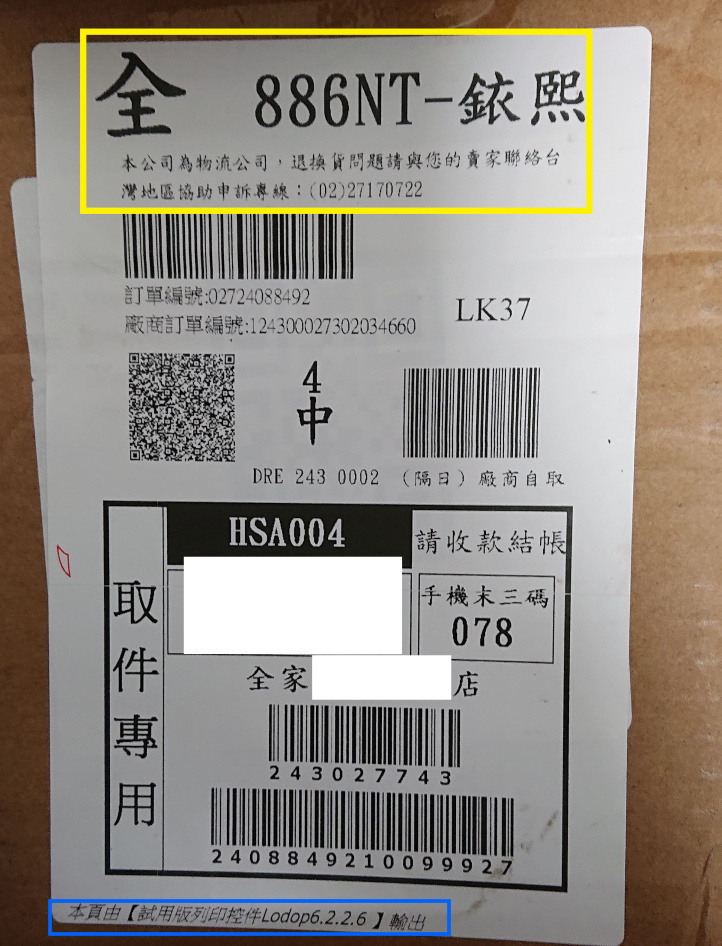 全 886NT-銥熙
本公司為物流公司，退換貨問題請與您的賣家聯絡台
灣地區協助申訴專線：(02)27170722
訂單編號:02724088492
廠商訂單編號:124300027302034660
LK37
4
中
DRE 243 0002 （隔日）廠商自取
HSA004
請收款結帳
取件專用
手機末三碼
078
全家 店
243027743
2408849210099927
本頁由【試用版列印控件Lodop6.2.2.6 】輸出